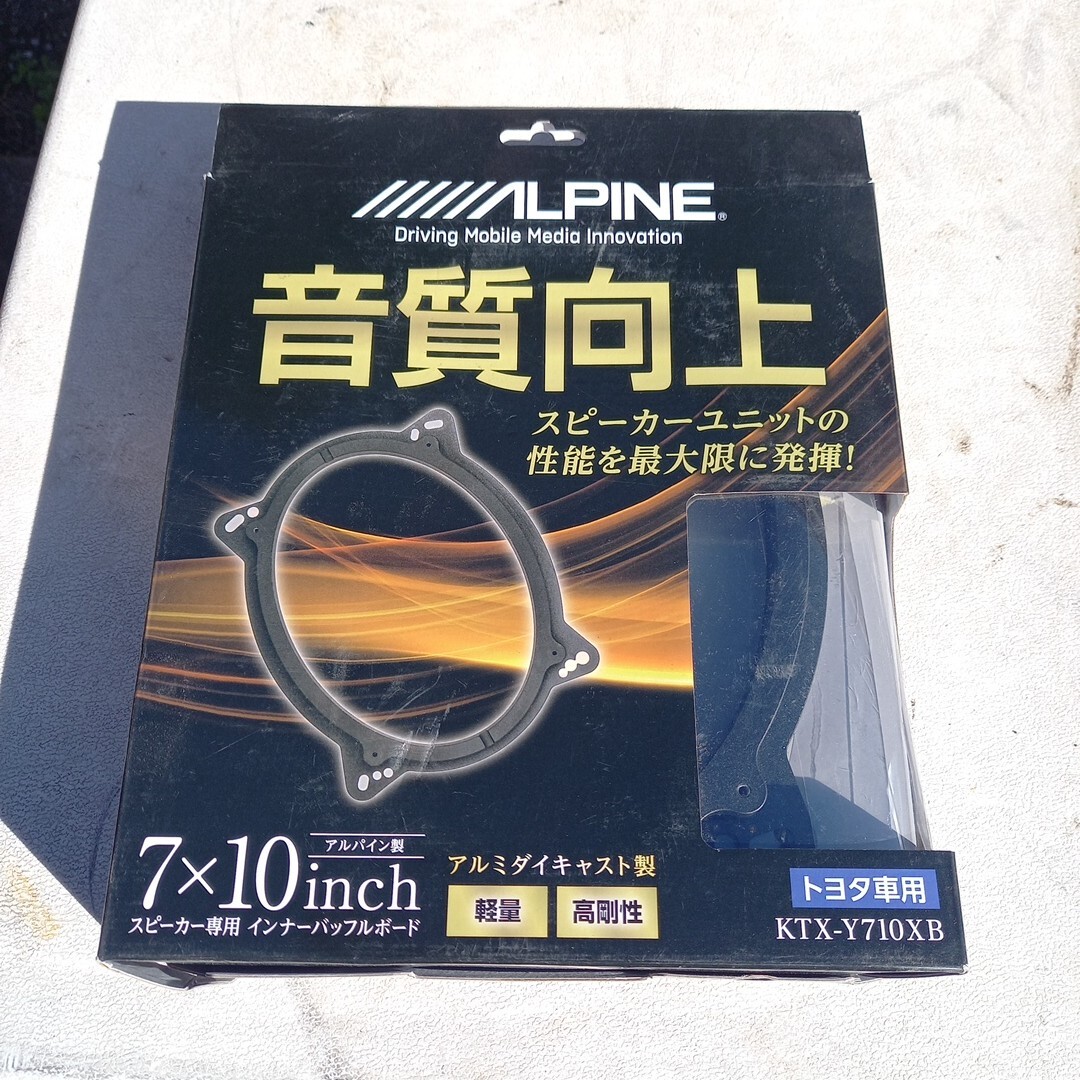 ALPINE®
Driving Mobile Media Innovation
音質向上
スピーカーユニットの
性能を最大限に発揮!
アルパイン製
7×10inch
スピーカー専用 インナーバッフルボード
アルミダイキャスト製
軽量 高剛性
トヨタ車用
KTX-Y710XB